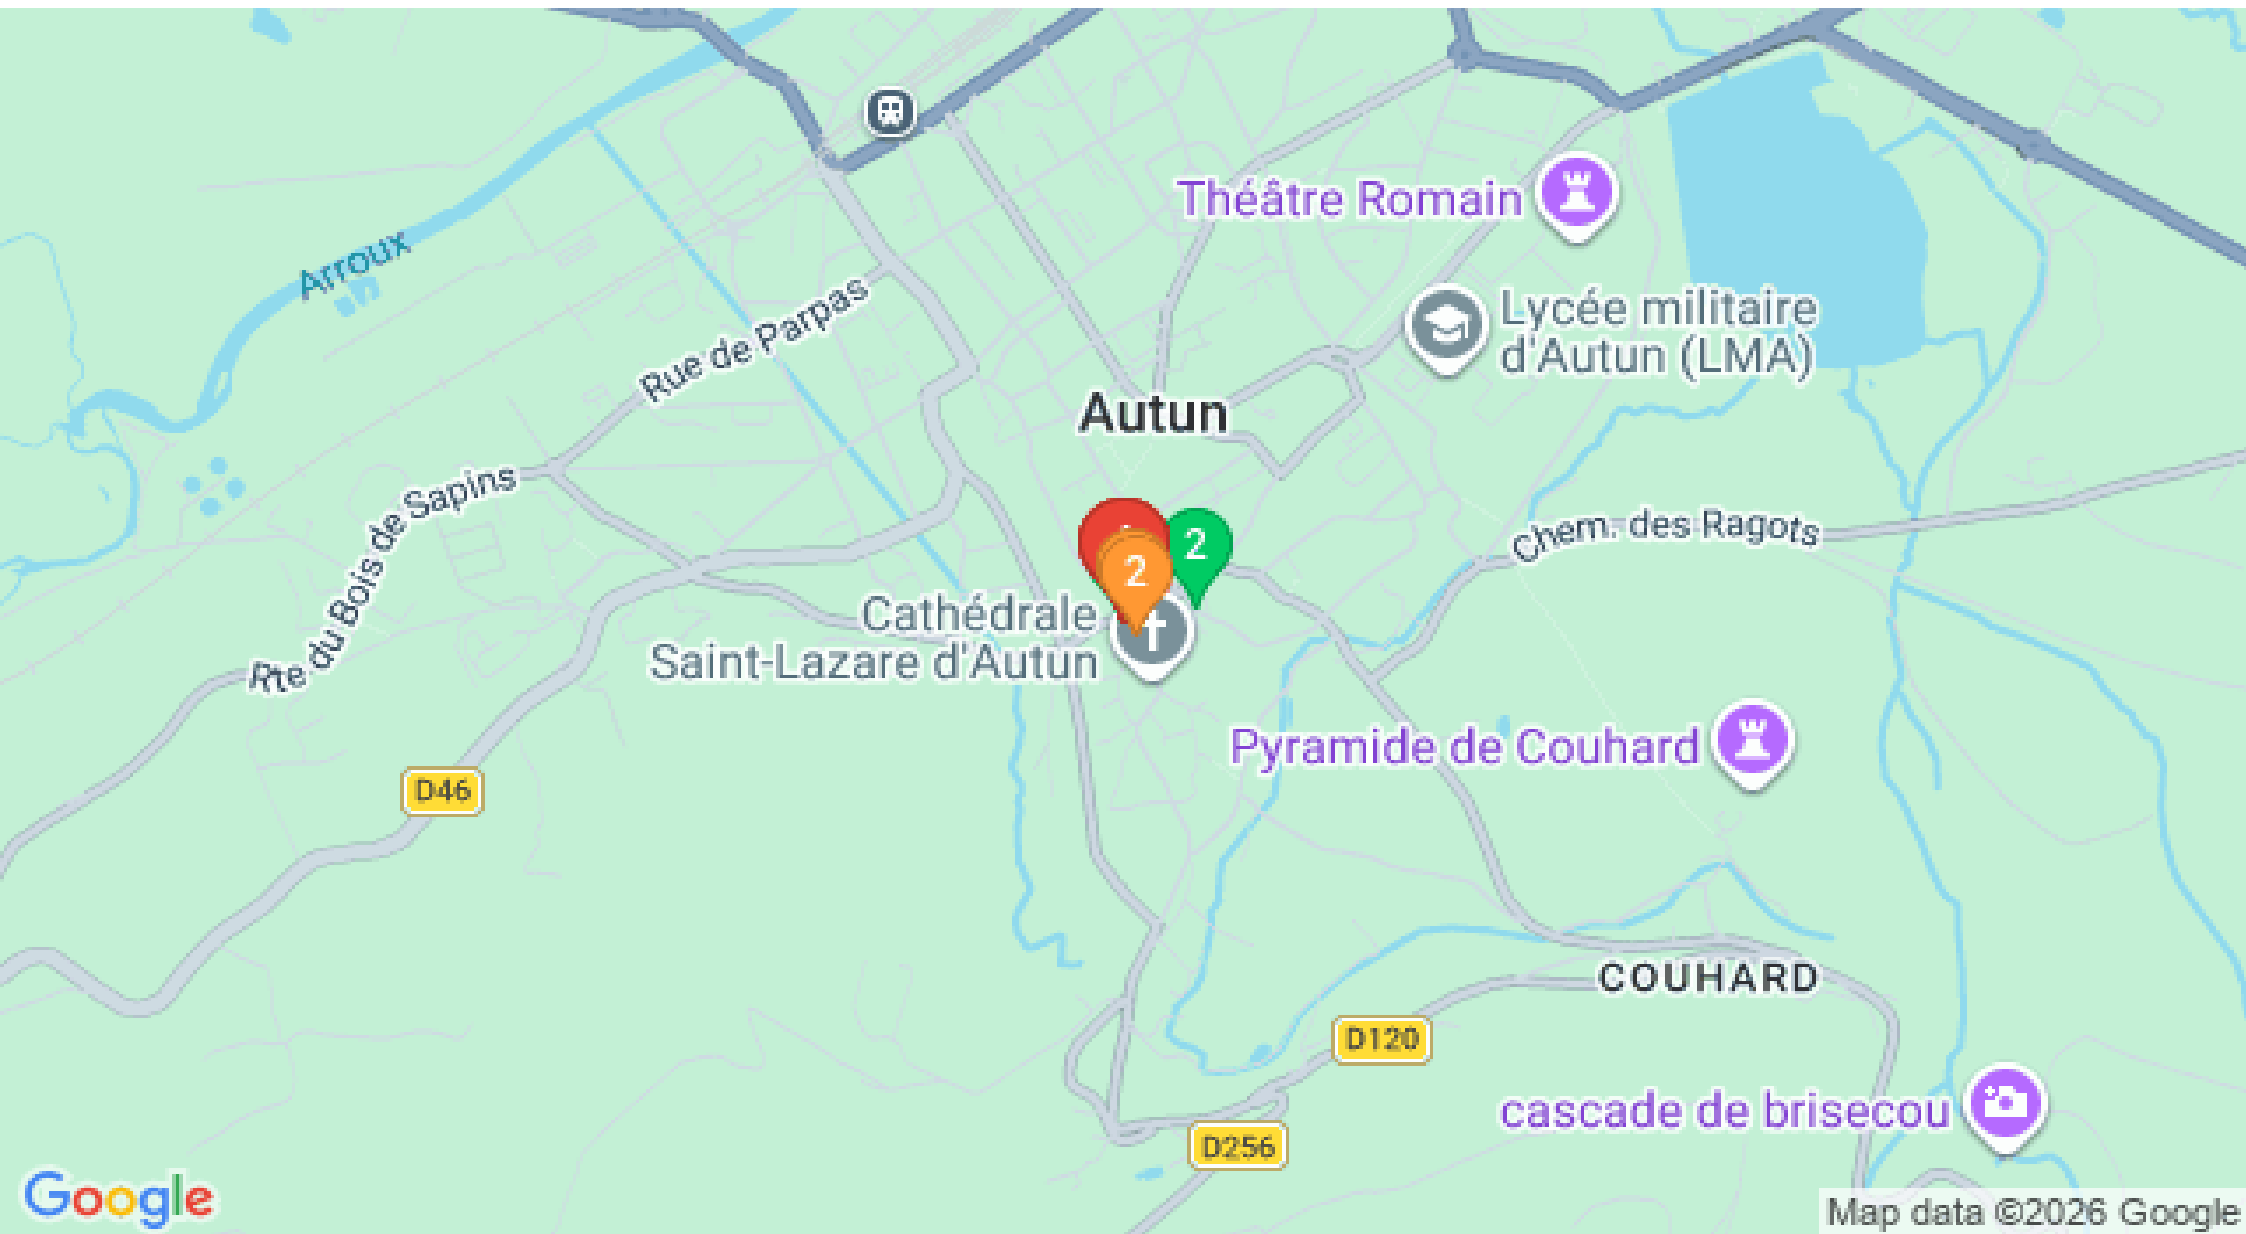 Théâtre Romain
Arroux
Lycée militaire
d'Autun (LMA)
Rue de Parpas
Autun
Rte du Bois de Sapins
Chem. des Ragots
2
2
Cathédrale
Saint-Lazare d'Autun
Pyramide de Couhard
D46
COUHARD
D120
cascade de brisecou
D256
Google
Map data ©2026 Google